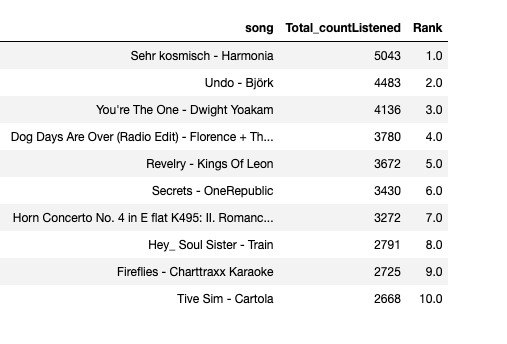 song Total_countListened Rank
Sehr kosmisch - Harmonia 5043 1.0
Undo - Björk 4483 2.0
You're The One - Dwight Yoakam 4136 3.0
Dog Days Are Over (Radio Edit) - Florence + Th... 3780 4.0
Revelry - Kings Of Leon 3672 5.0
Secrets - OneRepublic 3430 6.0
Horn Concerto No. 4 in E flat K495: II. Romanc... 3272 7.0
Hey_ Soul Sister - Train 2791 8.0
Fireflies - Charttraxx Karaoke 2725 9.0
Tive Sim - Cartola 2668 10.0